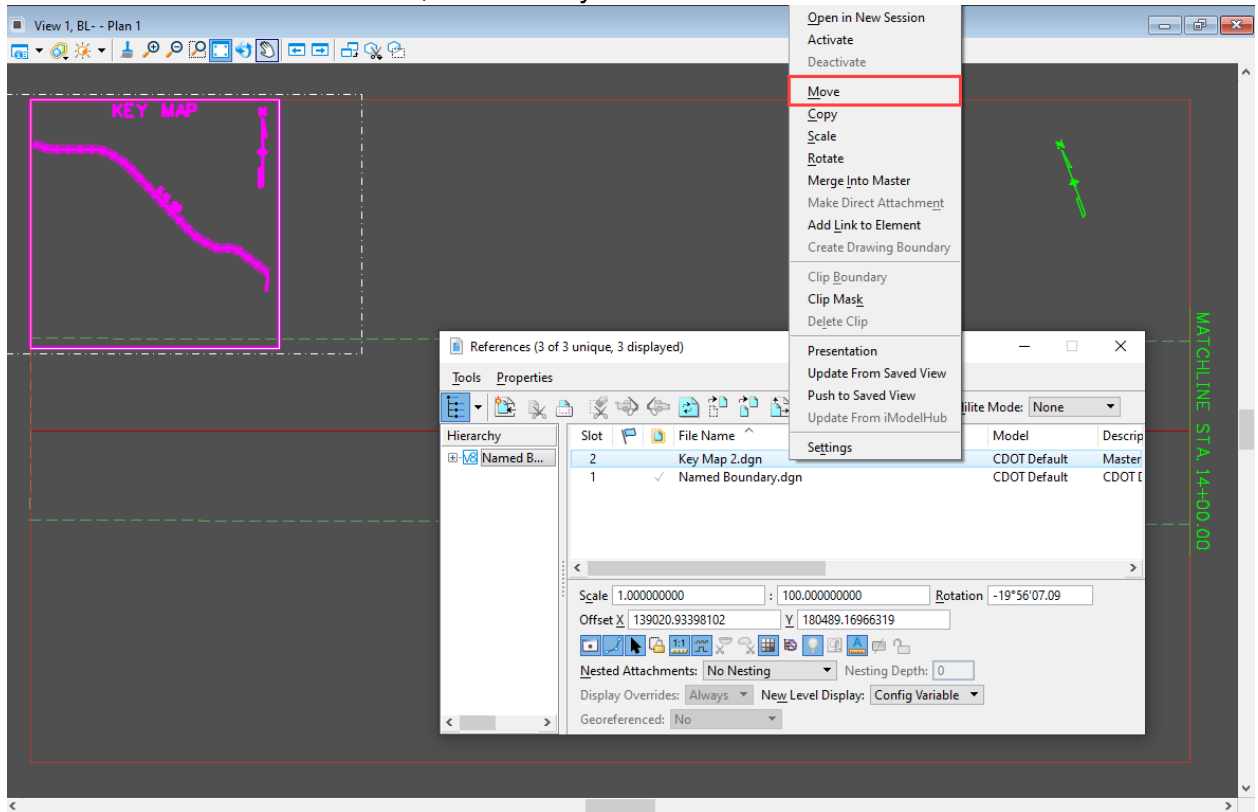 View 1, BL- - Plan 1
Open in New Session
Activate
Deactivate
Move
Copy
Scale
Rotate
Merge Into Master
Make Direct Attachment
Add Link to Element
Create Drawing Boundary
Clip Boundary
Clip Mask
Delete Clip
Presentation
Update From Saved View
Push to Saved View
Update From iModelHub
Settings
KEY MAP
N
MATCHLINE STA. 14+00.00
References (3 of 3 unique, 3 displayed)
Tools Properties
ilite Mode: None
Hierarchy
Named B...
Slot File Name Model Descrip
2 Key Map 2.dgn CDOT Default Master
1 ✓ Named Boundary.dgn CDOT Default CDOT
Scale 1.000000000 : 100.000000000 Rotation -19°56'07.09
Offset X 139020.93398102 Y 180489.16966319
1:1
Nested Attachments: No Nesting Nesting Depth: 0
Display Overrides: Always New Level Display: Config Variable
Georeferenced: No